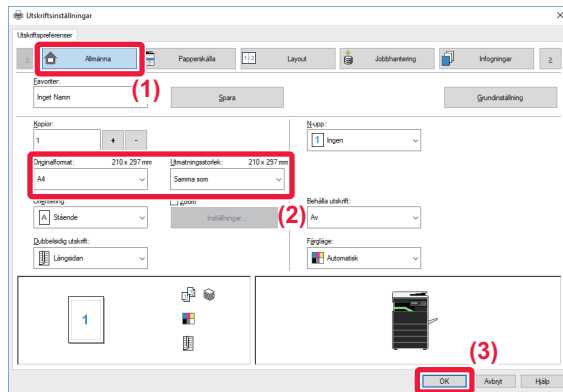 Utskriftsinställningar
Utskriftspreferenser
Allmänna
Papperskälla
Layout
Jobbhantering
Infogningar
(1)
Favoriter:
Inget Namn
Spara
Grundinställning
Kopior:
1
+ -
N-upp:
1 Ingen
Originalformat: 210 x 297 mm
A4
Utmatningsstorlek: 210 x 297 mm
Samma som
(2)
Orientering:
A Stående
Zoom
Inställningar...
Behålla utskrift:
Av
Dubbelsidig utskrift:
Långsidan
Färgläge:
Automatisk
1
(3)
OK
Avbryt
Hjälp